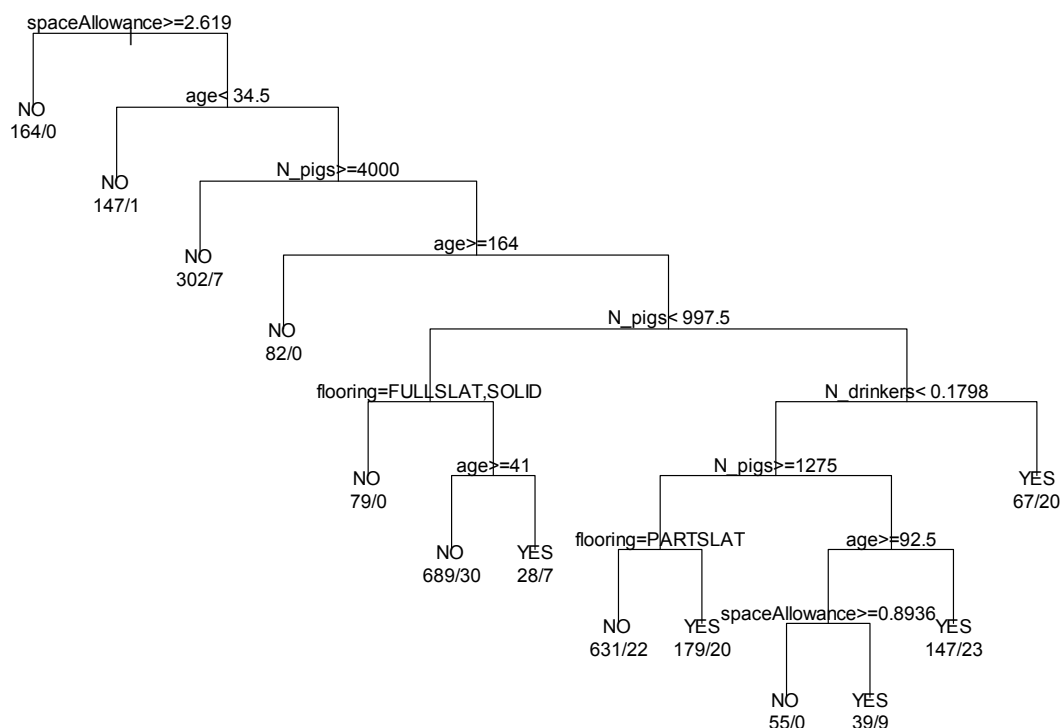 spaceAllowance>=2.619
NO
164/0
age< 34.5
NO
147/1
N_pigs>=4000
NO
302/7
age>=164
NO
82/0
N_pigs< 997.5
flooring=FULLSLAT,SOLID
N_drinkers< 0.1798
NO
79/0
age>=41
N_pigs>=1275
YES
67/20
NO
689/30
YES
28/7
flooring=PARTSLAT
age>=92.5
NO
631/22
YES
179/20
spaceAllowance>=0.8936
YES
147/23
NO
55/0
YES
39/9